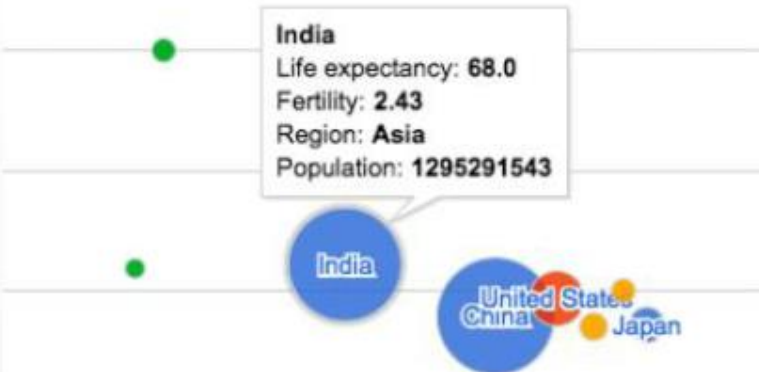 India
Life expectancy: 68.0
Fertility: 2.43
Region: Asia
Population: 1295291543
India
United States
China
Japan